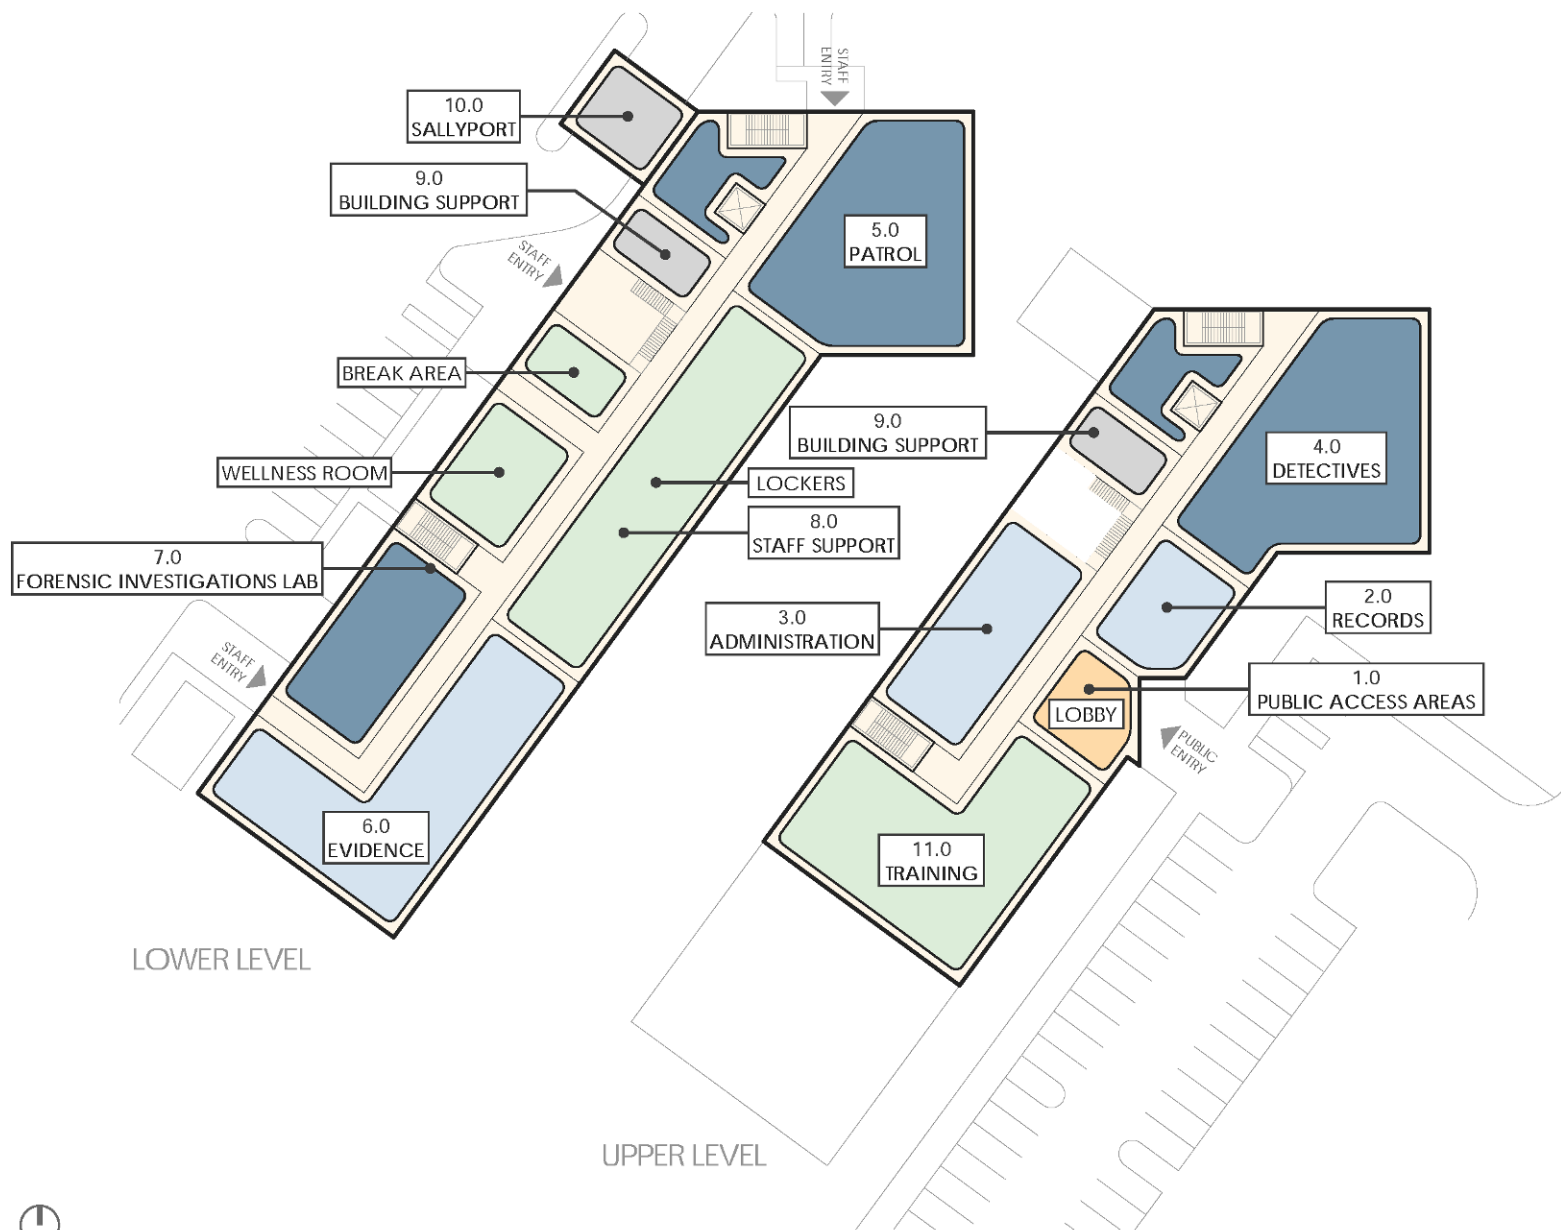 STAFF
ENTRY
10.0
SALLYPORT
9.0
BUILDING SUPPORT
5.0
PATROL
STAFF
ENTRY
BREAK AREA
WELLNESS ROOM
LOCKERS
8.0
STAFF SUPPORT
7.0
FORENSIC INVESTIGATIONS LAB
STAFF
ENTRY
6.0
EVIDENCE
LOWER LEVEL
9.0
BUILDING SUPPORT
4.0
DETECTIVES
2.0
RECORDS
3.0
ADMINISTRATION
1.0
PUBLIC ACCESS AREAS
LOBBY
PUBLIC
ENTRY
11.0
TRAINING
UPPER LEVEL